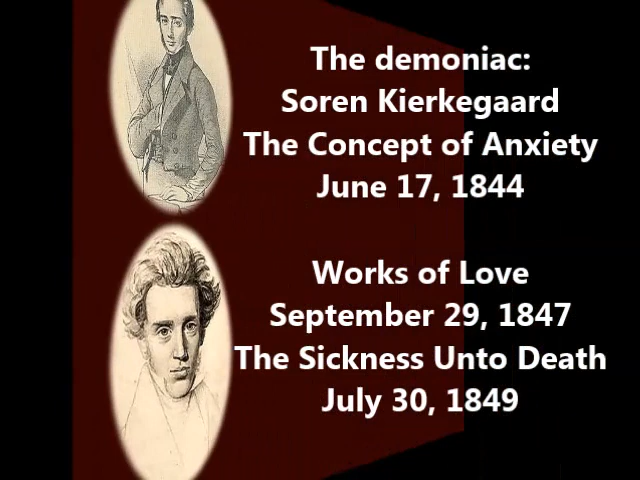 The demoniac:
Soren Kierkegaard
The Concept of Anxiety
June 17, 1844
Works of Love
September 29, 1847
The Sickness Unto Death
July 30, 1849